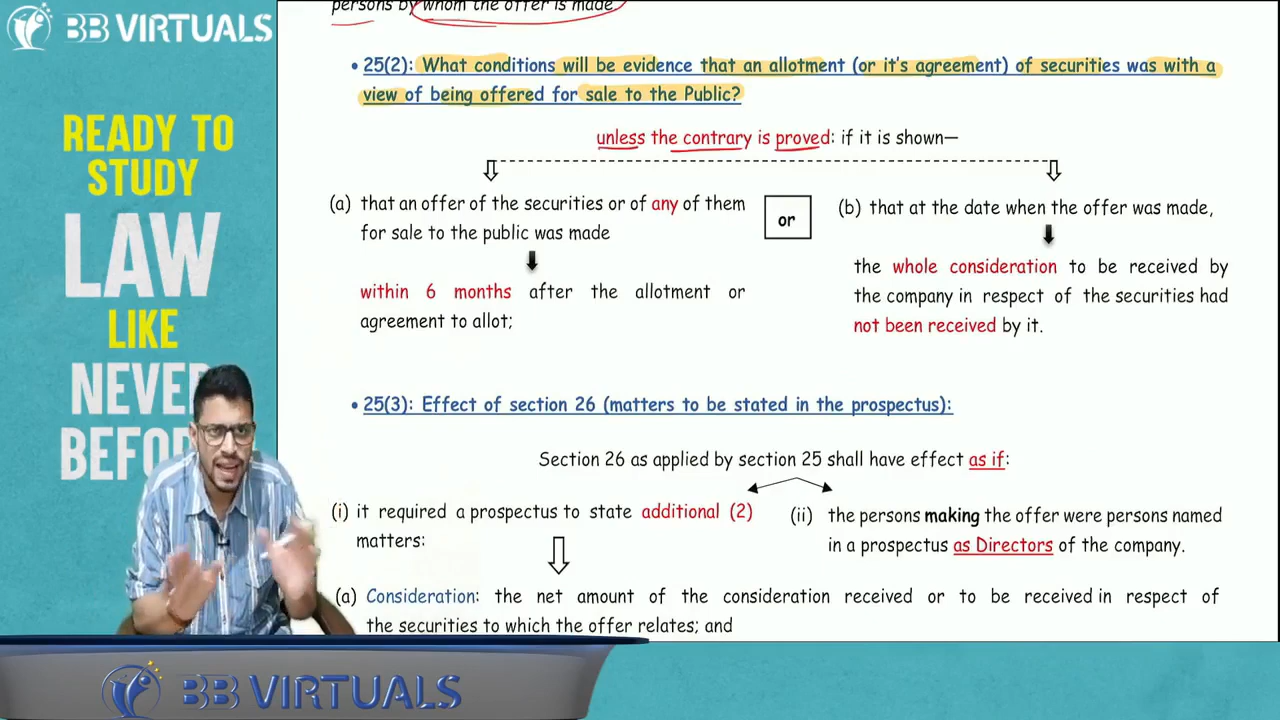 BB VIRTUALS
READY TO
STUDY
LAW
LIKE
NEVER
BEFOR
persons by whom the offer is made
• 25(2): What conditions will be evidence that an allotment (or it's agreement) of securities was with a
view of being offered for sale to the Public?
unless the contrary is proved: if it is shown—
(a) that an offer of the securities or of any of them
for sale to the public was made
within 6 months after the allotment or
agreement to allot;
or
(b) that at the date when the offer was made,
the whole consideration to be received by
the company in respect of the securities had
not been received by it.
• 25(3): Effect of section 26 (matters to be stated in the prospectus):
Section 26 as applied by section 25 shall have effect as if:
(i) it required a prospectus to state additional (2)
matters:
(ii) the persons making the offer were persons named
in a prospectus as Directors of the company.
(a) Consideration: the net amount of the consideration received or to be received in respect of
the securities to which the offer relates; and
BB VIRTUALS